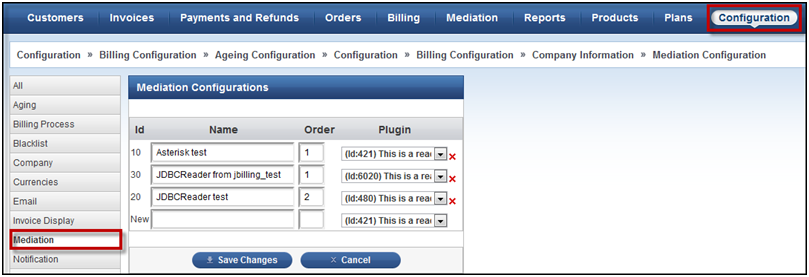 Customers Invoices Payments and Refunds Orders Billing Mediation Reports Products Plans Configuration
Configuration » Billing Configuration » Ageing Configuration » Configuration » Billing Configuration » Company Information » Mediation Configuration
All
Aging
Billing Process
Blacklist
Company
Currencies
Email
Invoice Display
Mediation
Notification
Mediation Configurations
Id Name Order Plugin
10 Asterisk test 1 (Id:421) This is a rea
30 JDBCReader from jbilling_test 1 (Id:6020) This is a re
20 JDBCReader test 2 (Id:480) This is a rea
New (Id:421) This is a rea
Save Changes Cancel